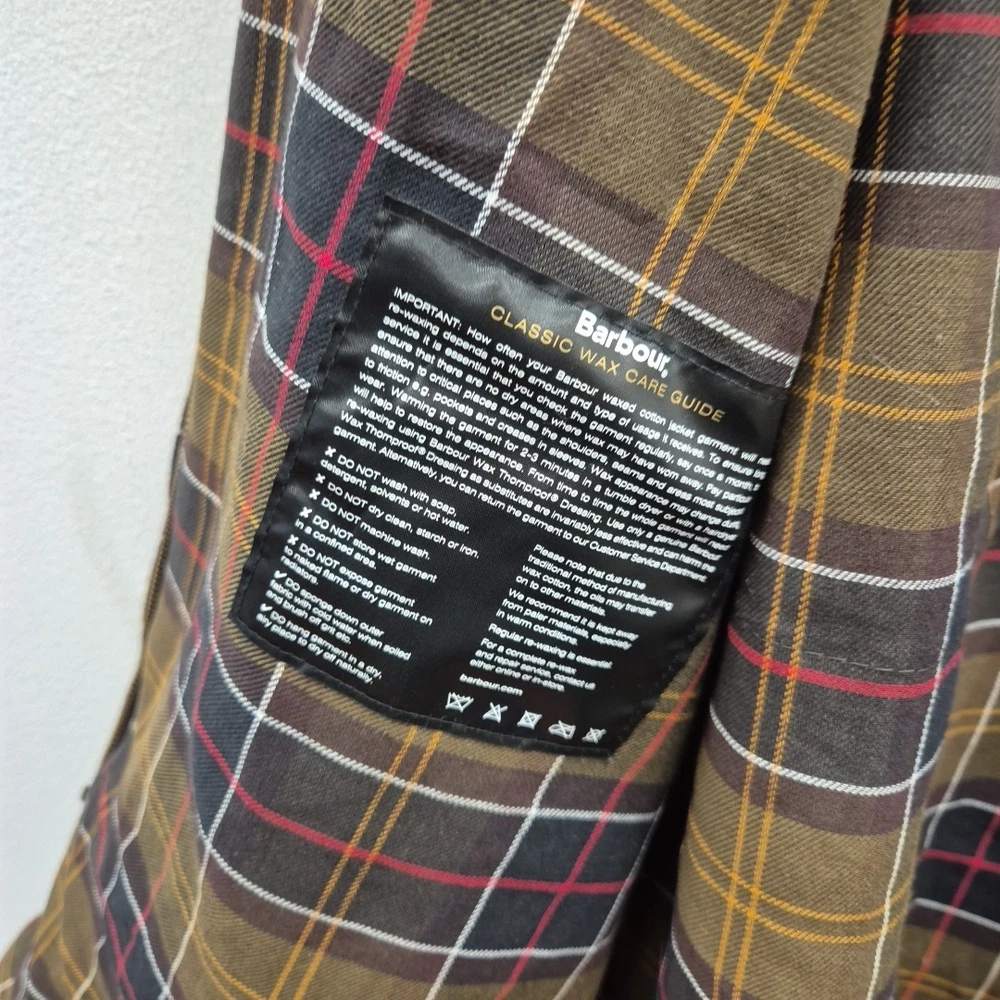 Barbour
CLASSIC WAX CARE GUIDE
IMPORTANT: How often your Barbour waxed cotton jacket garment will
re-waxing depends on the amount and type of usage it receives. To ensure
service it is essential that you check the garment regularly, say once a month,
ensure that there are no dry areas where wax may have worn away. Pay
attention to critical places such as the shoulders, seams and areas most
to friction e.g. pockets and creases in sleeves. Wax appearance may change
wear. Warming the garment for 2-3 minutes in a tumble dryer or with a
will help to restore the appearance. From time to time the whole garment will
re-waxing using Barbour Wax Thornproof® Dressing. Use only a genuine Barbour
Wax Thornproof® Dressing as substitutes are invariably less effective and can harm the
garment. Alternatively, you can return the garment to our Customer Service Department
✗ DO NOT wash with soap,
detergent, solvents or hot water.
✗ DO NOT dry clean, starch or iron.
✗ DO NOT machine wash.
✗ DO NOT store wet garment
in a confined area.
✗ DO NOT expose garment
to naked flame or dry garment on
radiators.
✓ DO sponge down outer
fabric with cold water when soiled
and brush off grit etc.
✓ DO hang garment in a dry,
airy place to dry off naturally
Please note that due to the
traditional method of manufacturing
wax cotton, the oils may transfer
on to other materials.
We recommend it is kept away
from paler materials, especially
in warm conditions.
Regular re-waxing is essential
For a complete re-wax
and repair service, contact us
either online or in-store.
barbour.com